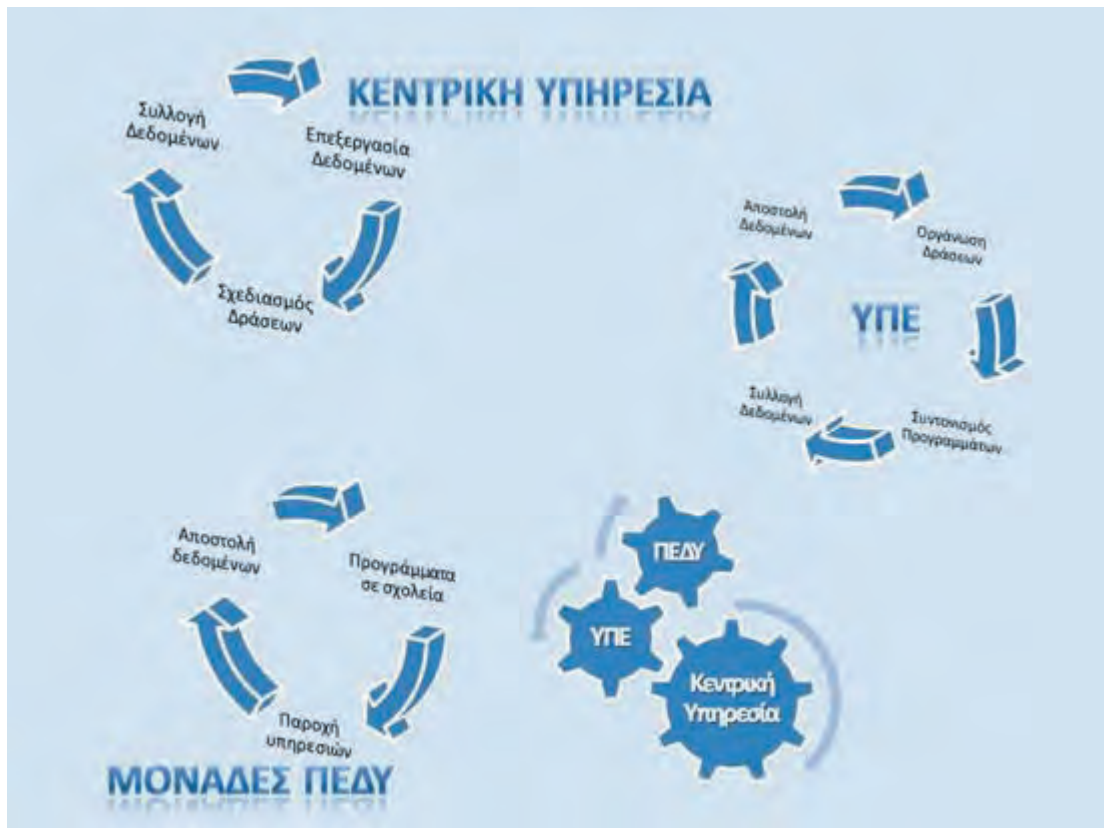 ΚΕΝΤΡΙΚΗ ΥΠΗΡΕΣΙΑ
Συλλογή
Δεδομένων
Επεξεργασία
Δεδομένων
Σχεδιασμός
Δράσεων
Αποστολή
Δεδομένων
Οργάνωση
Δράσεων
ΥΠΕ
Συλλογή
Δεδομένων
Συντονισμός
Προγραμμάτων
Αποστολή
δεδομένων
Προγράμματα
σε σχολεία
Παροχή
υπηρεσιών
ΜΟΝΑΔΕΣ ΠΕΔΥ
ΠΕΔΥ
ΥΠΕ
Κεντρική
Υπηρεσία